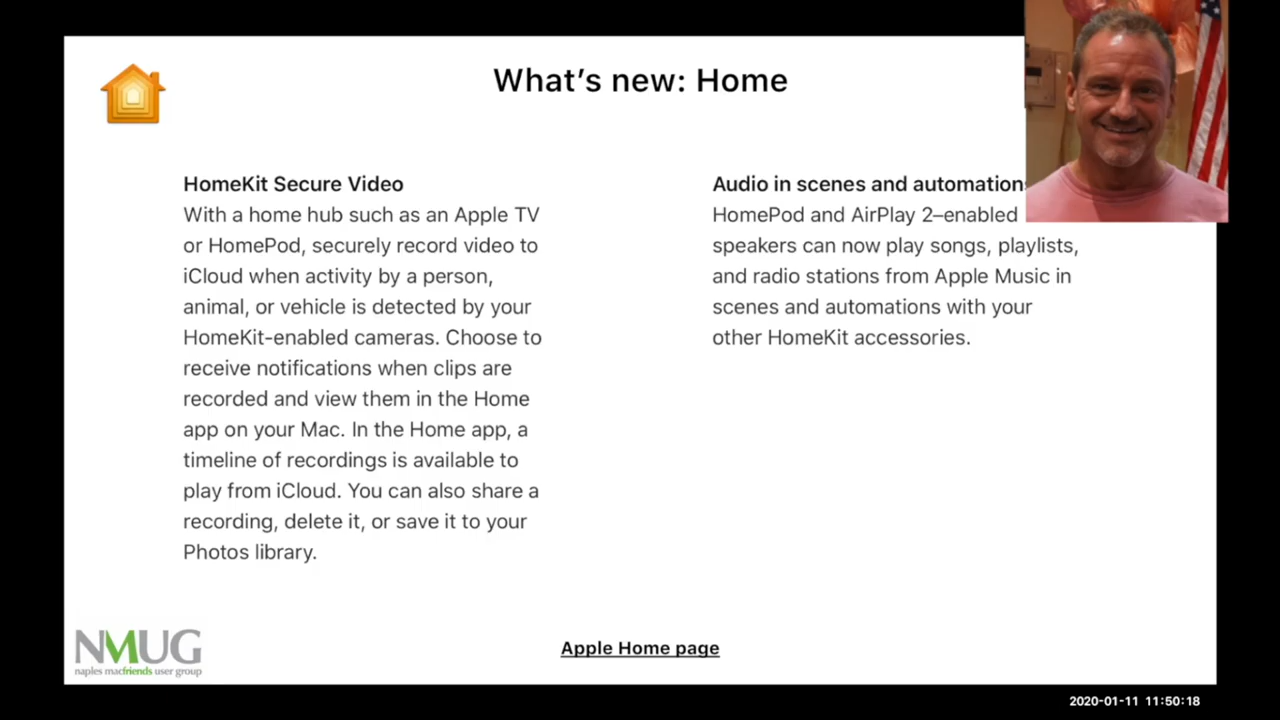 What's new: Home
HomeKit Secure Video
With a home hub such as an Apple TV
or HomePod, securely record video to
iCloud when activity by a person,
animal, or vehicle is detected by your
HomeKit-enabled cameras. Choose to
receive notifications when clips are
recorded and view them in the Home
app on your Mac. In the Home app, a
timeline of recordings is available to
play from iCloud. You can also share a
recording, delete it, or save it to your
Photos library.
Audio in scenes and automation
HomePod and AirPlay 2–enabled
speakers can now play songs, playlists,
and radio stations from Apple Music in
scenes and automations with your
other HomeKit accessories.
NMUG
naples macfriends user group
Apple Home page
2020-01-11 11:50:18